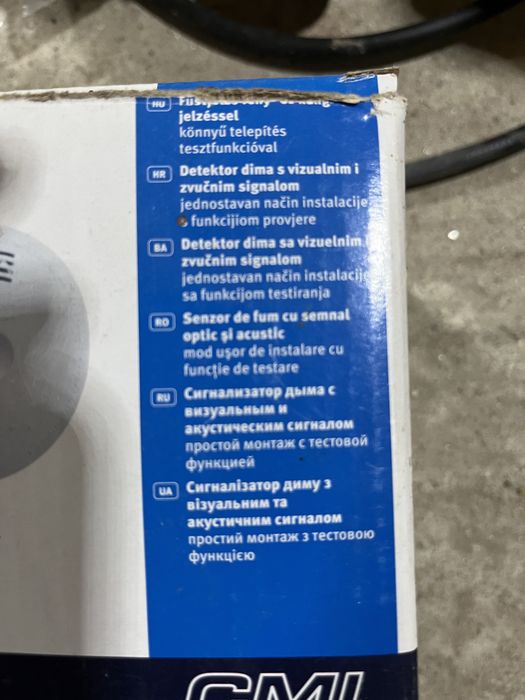 HU
jelzéssel
könnyű telepítés
tesztfunkcióval
HR Detektor dima s vizualnim i
zvučnim signalom
jednostavan način instalacije
s funkcijiom provjere
BA Detektor dima sa vizuelnim i
zvučnim signalom
jednostavan način instalacije
sa funkcijom testiranja
RO Senzor de fum cu semnal
optic şi acustic
mod uşor de instalare cu
funcţie de testare
RU Сигнализатор дыма с
визуальным и
акустическим сигналом
простой монтаж с тестовой
функцией
UA Сигналізатор диму з
візуальним та
акустичним сигналом
простий монтаж з тестовою
функцією
CMI